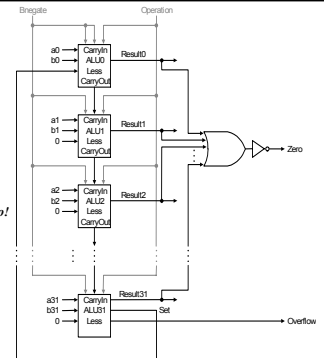 Bnegate Operation
a0 CarryIn Result0
b0 ALU0
Less
CarryOut
a1 CarryIn Result1
b1 ALU1
0 Less
CarryOut
Zero
a2 CarryIn Result2
b2 ALU2
0 Less
CarryOut
a31 CarryIn Result31
b31 ALU31 Set
0 Less Overflow